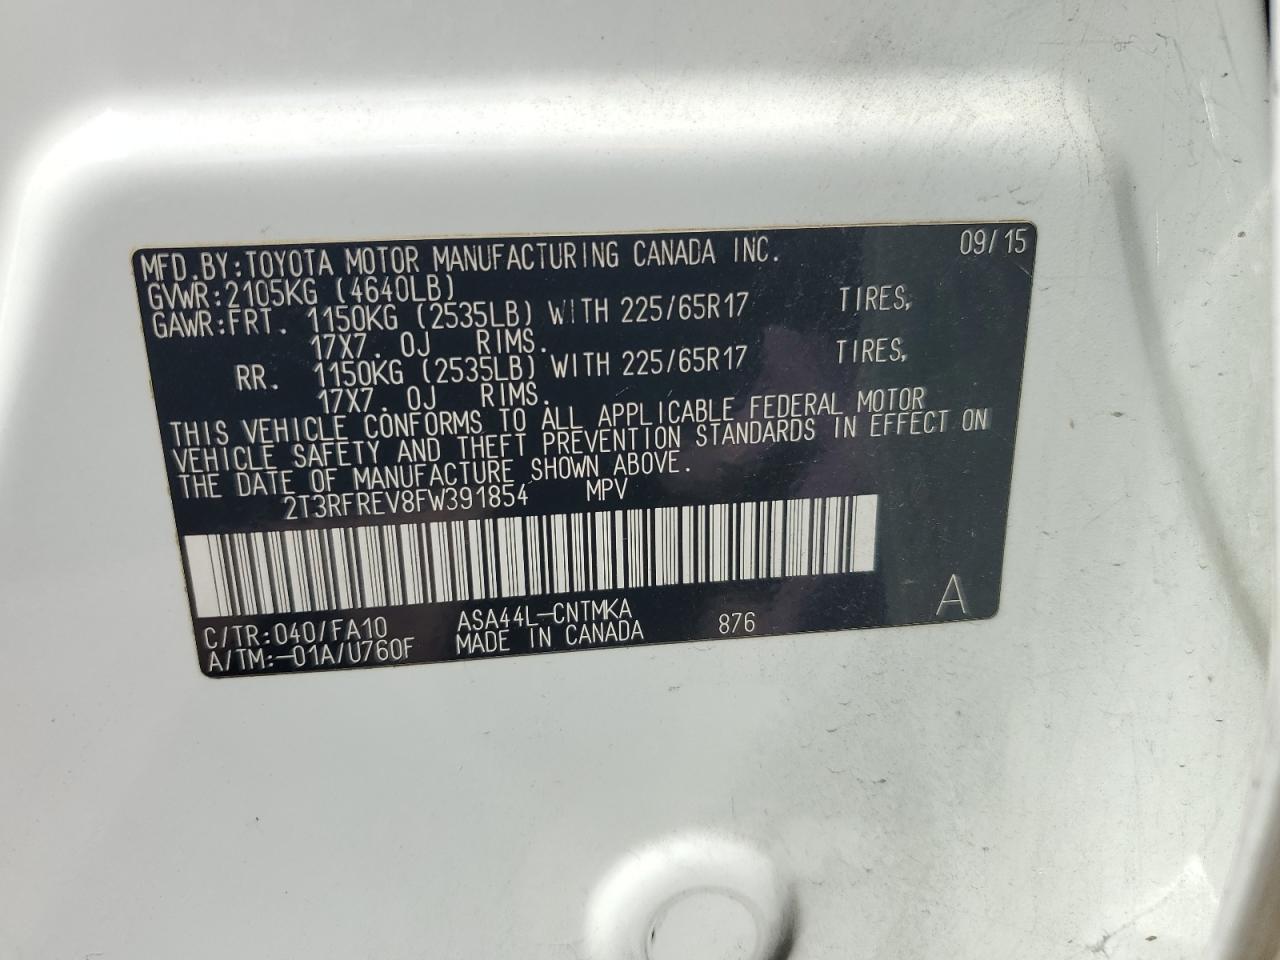 MFD.BY:TOYOTA MOTOR MANUFACTURING CANADA INC. 09/15
GVWR:2105KG (4640LB)
GAWR:FRT. 1150KG (2535LB) WITH 225/65R17 TIRES,
17X7.0J RIMS.
RR. 1150KG (2535LB) WITH 225/65R17 TIRES,
17X7.0J RIMS.
THIS VEHICLE CONFORMS TO ALL APPLICABLE FEDERAL MOTOR
VEHICLE SAFETY AND THEFT PREVENTION STANDARDS IN EFFECT ON
THE DATE OF MANUFACTURE SHOWN ABOVE.
2T3RFREV8FW391854 MPV
C/TR:040/FA10 ASA44L-CNTMKA 876 A
A/TM:-01A/U760F MADE IN CANADA